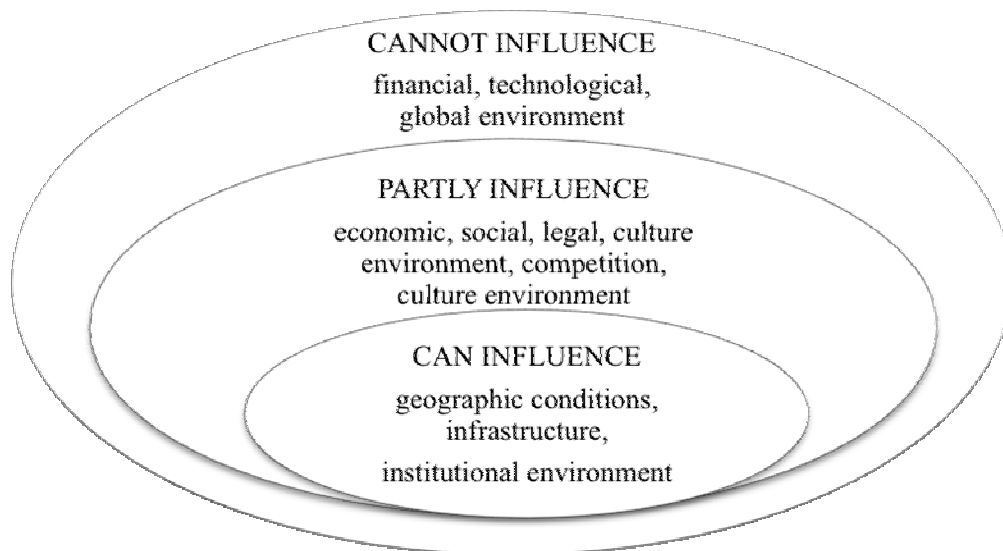 CANNOT INFLUENCE
financial, technological,
global environment
PARTLY INFLUENCE
economic, social, legal, culture
environment, competition,
culture environment
CAN INFLUENCE
geographic conditions,
infrastructure,
institutional environment